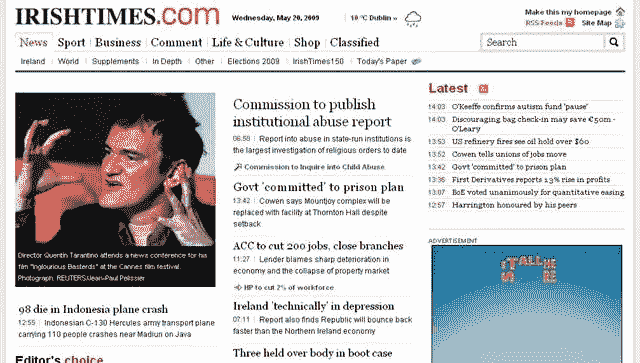 IRISHTIMES.com
Wednesday, May 20, 2009
10 °C Dublin »
Make this my homepage
RSS Feeds
Site Map
News Sport Business Comment Life & Culture Shop Classified
Search
Ireland World Supplements In Depth Other Elections 2009 IrishTimes150 Today's Paper
Director Quentin Tarantino attends a news conference for his
film "Inglourious Basterds" at the Cannes film festival.
Photograph: REUTERS/Jean-Paul Pelissier
98 die in Indonesia plane crash
12:55 Indonesian C-130 Hercules army transport plane
carrying 110 people crashes near Madiun on Java
Editor's choice
Commission to publish
institutional abuse report
06:58 Report into abuse in state-run institutions is
the largest investigation of religious orders to date
Commission to Inquire into Child Abuse
Govt 'committed' to prison plan
13:42 Cowen says Mountjoy complex will be
replaced with facility at Thornton Hall despite
setback
ACC to cut 200 jobs, close branches
11:27 Lender blames sharp deterioration in
economy and the collapse of property market
HP to cut 2% of workforce
Ireland 'technically' in depression
07:11 Report also finds Republic will bounce back
faster than the Northern Ireland economy
Three held over body in boot case
Latest
14:03 O'Keeffe confirms autism fund 'pause'
14:03 Discouraging bag check-in may save €50m -
O'Leary
13:53 US refinery fires see oil hold over $60
13:52 Cowen tells unions of jobs move
13:42 Govt 'committed' to prison plan
13:36 First Derivatives reports 13% rise in profits
13:07 BoE voted unanimously for quantitative easing
12:57 Harrington honoured by his peers
ADVERTISEMENT
IT ALL